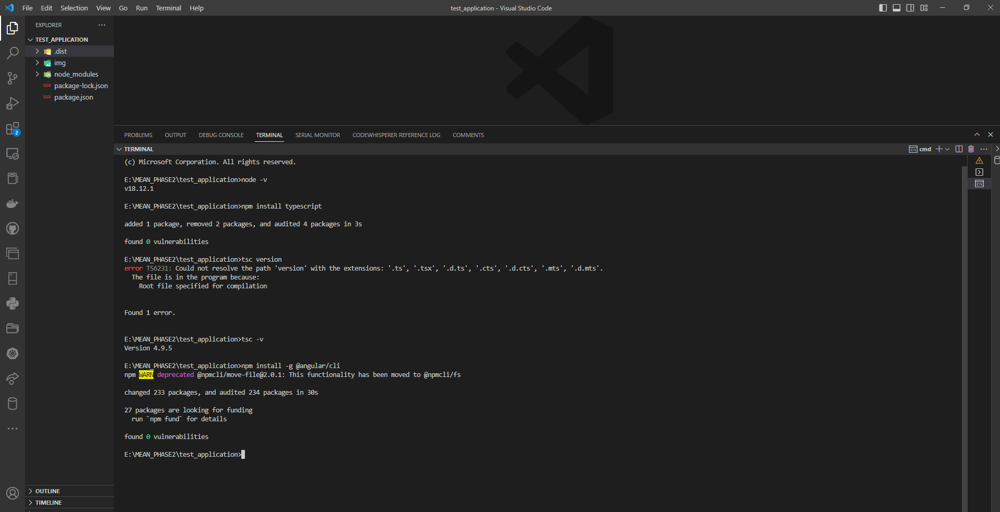 File Edit Selection View Go Run Terminal Help
test_application - Visual Studio Code
EXPLORER
TEST_APPLICATION
.dist
img
node_modules
package-lock.json
package.json
2
PROBLEMS OUTPUT DEBUG CONSOLE TERMINAL SERIAL MONITOR CODEWHISPERER REFERENCE LOG COMMENTS
TERMINAL
cmd
(c) Microsoft Corporation. All rights reserved.
E:\MEAN_PHASE2\test_application>node -v
v18.12.1
E:\MEAN_PHASE2\test_application>npm install typescript
added 1 package, removed 2 packages, and audited 4 packages in 3s
found 0 vulnerabilities
E:\MEAN_PHASE2\test_application>tsc version
error TS6231: Could not resolve the path 'version' with the extensions: '.ts', '.tsx', '.d.ts', '.cts', '.d.cts', '.mts', '.d.mts'.
The file is in the program because:
Root file specified for compilation
Found 1 error.
E:\MEAN_PHASE2\test_application>tsc -v
Version 4.9.5
E:\MEAN_PHASE2\test_application>npm install -g @angular/cli
npm WARN deprecated @npmcli/move-file@2.0.1: This functionality has been moved to @npmcli/fs
changed 233 packages, and audited 234 packages in 30s
27 packages are looking for funding
run `npm fund` for details
found 0 vulnerabilities
E:\MEAN_PHASE2\test_application>
OUTLINE
TIMELINE